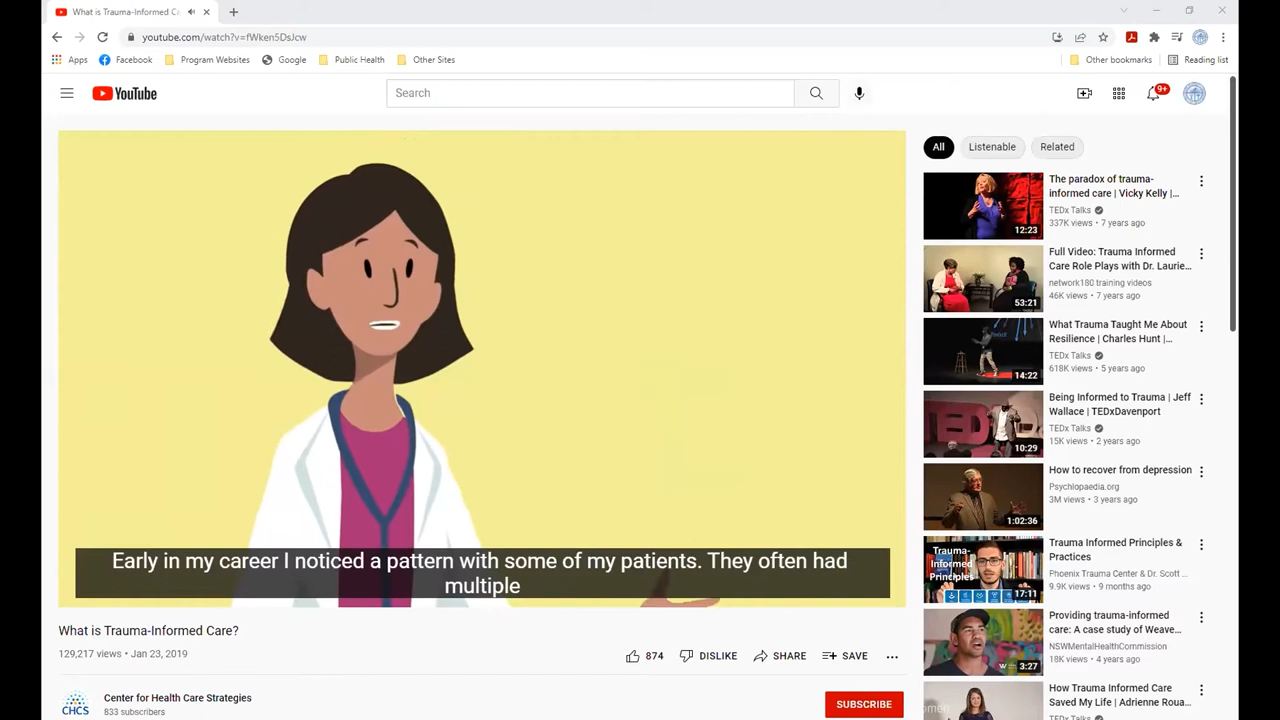 What is Trauma-Informed Ca
youtube.com/watch?v=fWken5DsJcw
Apps Facebook Program Websites Google Public Health Other Sites Other bookmarks Reading list
YouTube
Search
9+
Early in my career I noticed a pattern with some of my patients. They often had
multiple
What is Trauma-Informed Care?
129,217 views • Jan 23, 2019
874 DISLIKE SHARE SAVE
CHCS
Center for Health Care Strategies
833 subscribers
SUBSCRIBE
All Listenable Related
The paradox of trauma-
informed care | Vicky Kelly |...
TEDx Talks
337K views • 7 years ago
12:23
Full Video: Trauma Informed
Care Role Plays with Dr. Laurie...
network180 training videos
46K views • 7 years ago
53:21
What Trauma Taught Me About
Resilience | Charles Hunt |...
TEDx Talks
618K views • 5 years ago
14:22
Being Informed to Trauma | Jeff
Wallace | TEDxDavenport
TEDx Talks
15K views • 2 years ago
10:29
How to recover from depression
Psychlopaedia.org
3M views • 3 years ago
1:02:36
Trauma-
Informed
Principles
Trauma Informed Principles &
Practices
Phoenix Trauma Center & Dr. Scott ...
9.9K views • 9 months ago
17:11
Providing trauma-informed
care: A case study of Weave...
NSWMentalHealthCommission
18K views • 4 years ago
3:27
How Trauma Informed Care
Saved My Life | Adrienne Roua...
TEDx Talks